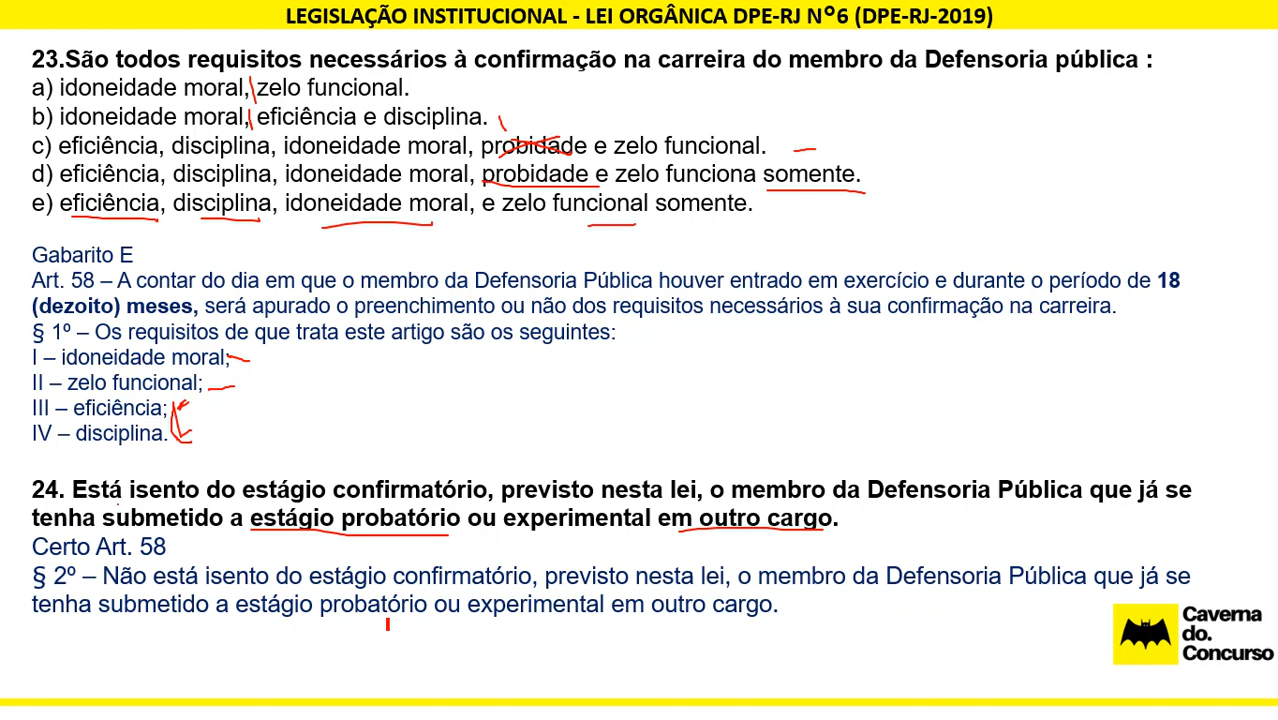 LEGISLAÇÃO INSTITUCIONAL - LEI ORGÂNICA DPE-RJ Nº6 (DPE-RJ-2019)
23.São todos requisitos necessários à confirmação na carreira do membro da Defensoria pública :
a) idoneidade moral, zelo funcional.
b) idoneidade moral, eficiência e disciplina.
c) eficiência, disciplina, idoneidade moral, probidade e zelo funcional.
d) eficiência, disciplina, idoneidade moral, probidade e zelo funciona somente.
e) eficiência, disciplina, idoneidade moral, e zelo funcional somente.
Gabarito E
Art. 58 – A contar do dia em que o membro da Defensoria Pública houver entrado em exercício e durante o período de 18
(dezoito) meses, será apurado o preenchimento ou não dos requisitos necessários à sua confirmação na carreira.
§ 1º – Os requisitos de que trata este artigo são os seguintes:
I – idoneidade moral;
II – zelo funcional;
III – eficiência;
IV – disciplina.
24. Está isento do estágio confirmatório, previsto nesta lei, o membro da Defensoria Pública que já se
tenha submetido a estágio probatório ou experimental em outro cargo.
Certo Art. 58
§ 2º – Não está isento do estágio confirmatório, previsto nesta lei, o membro da Defensoria Pública que já se
tenha submetido a estágio probatório ou experimental em outro cargo.
Caverna
do.
Concurso